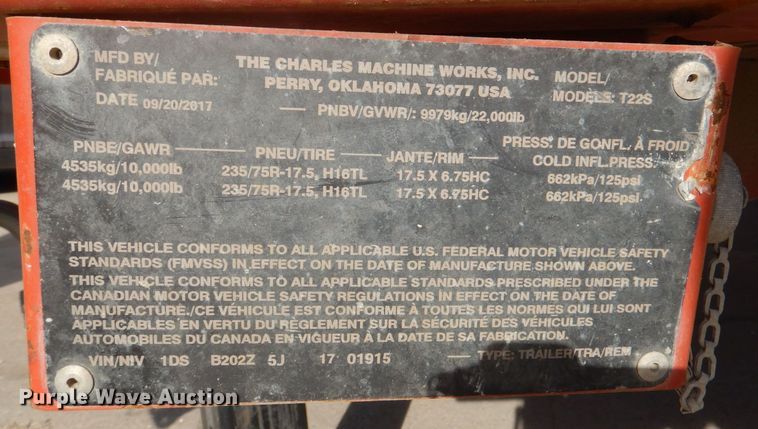 MFD BY/ THE CHARLES MACHINE WORKS, INC. MODEL/
FABRIQUÉ PAR: PERRY, OKLAHOMA 73077 USA MODÈLE: T22S
DATE 09/20/2017 PNBV/GVWR/: 9979kg/22,000lb
PNBE/GAWR PNEU/TIRE JANTE/RIM PRESS. DE GONFL. À FROID
COLD INFL.PRESS.
4535kg/10,000lb 235/75R-17.5, H16TL 17.5 X 6.75HC 662kPa/125psi
4535kg/10,000lb 235/75R-17.5, H16TL 17.5 X 6.75HC 662kPa/125psi
THIS VEHICLE CONFORMS TO ALL APPLICABLE U.S. FEDERAL MOTOR VEHICLE SAFETY
STANDARDS (FMVSS) IN EFFECT ON THE DATE OF MANUFACTURE SHOWN ABOVE.
THIS VEHICLE CONFORMS TO ALL APPLICABLE STANDARDS PRESCRIBED UNDER THE
CANADIAN MOTOR VEHICLE SAFETY REGULATIONS IN EFFECT ON THE DATE OF
MANUFACTURE./CE VÉHICULE EST CONFORME À TOUTES LES NORMES QUI LUI SONT
APPLICABLES EN VERTU DU RÈGLEMENT SUR LA SÉCURITÉ DES VÉHICULES
AUTOMOBILES DU CANADA EN VIGUEUR À LA DATE DE SA FABRICATION.
VIN/NIV 1DS B202Z 5J 17 01915 TYPE: TRAILER/TRA/REM
Purple Wave Auction